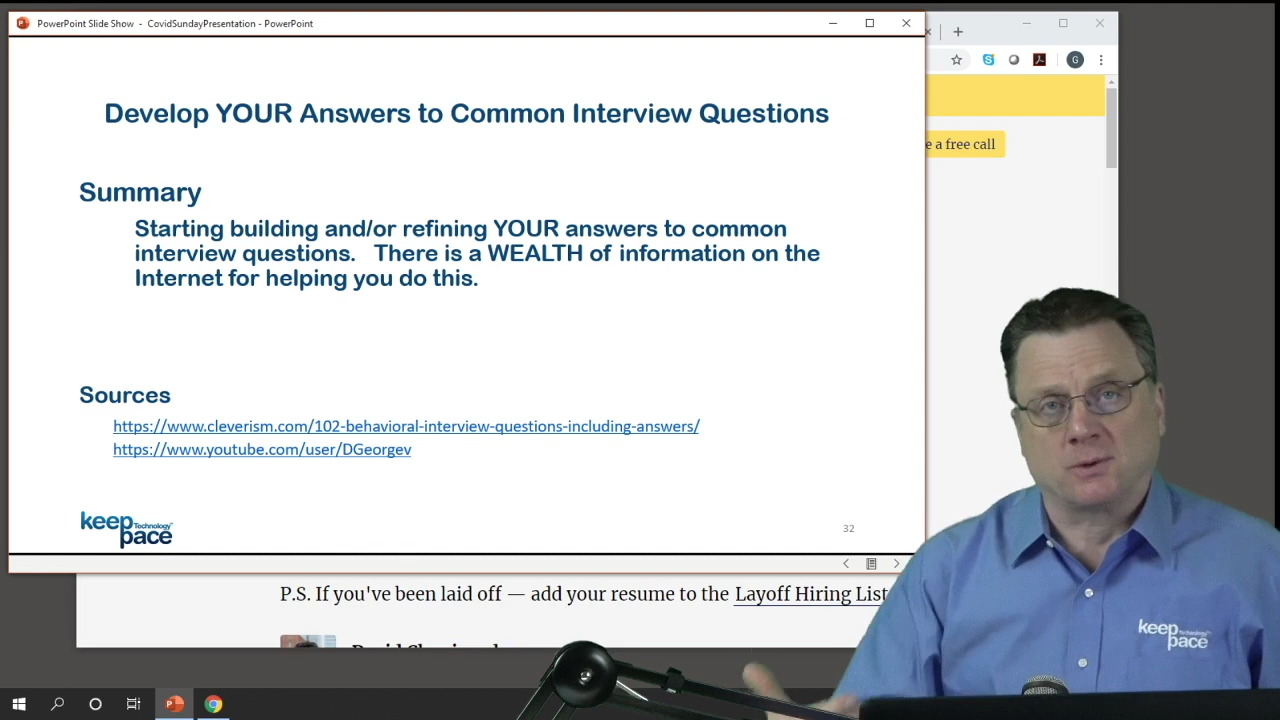 PowerPoint Slide Show - CovidSundayPresentation - PowerPoint
G
Develop YOUR Answers to Common Interview Questions
e a free call
Summary
Starting building and/or refining YOUR answers to common
interview questions. There is a WEALTH of information on the
Internet for helping you do this.
Sources
https://www.cleverism.com/102-behavioral-interview-questions-including-answers/
https://www.youtube.com/user/DGeorgev
keep Technology™
pace
32
P.S. If you've been laid off — add your resume to the Layoff Hiring List
keep Technology™
pace